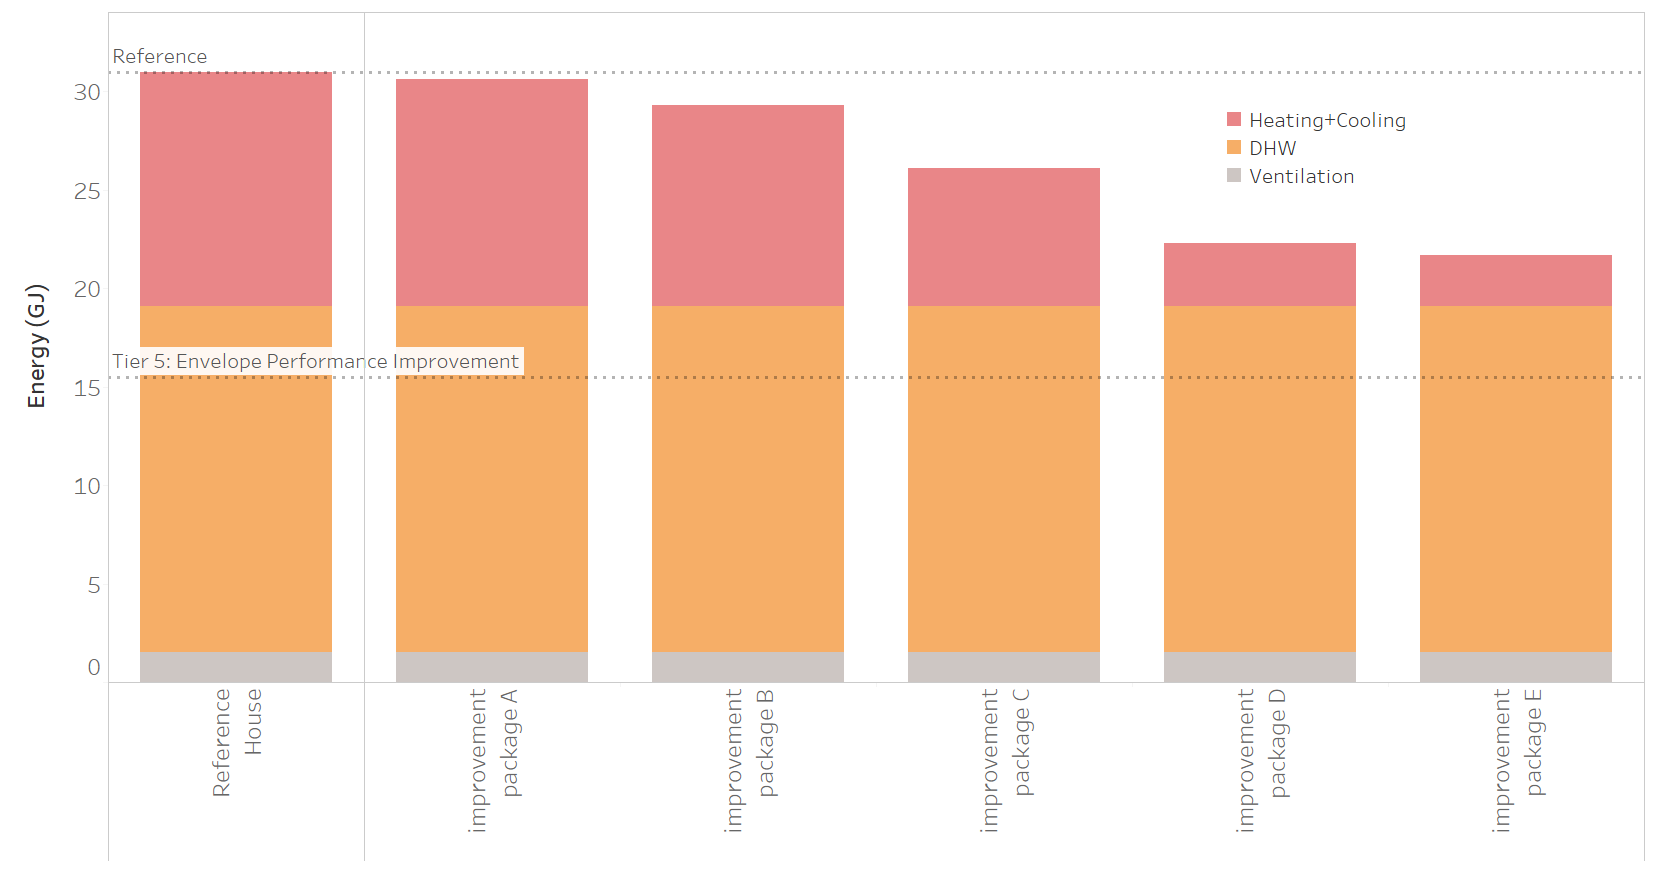 Reference
30
25
20
15
10
5
0
Energy (GJ)
Heating+Cooling
DHW
Ventilation
Tier 5: Envelope Performance Improvement
Reference
House
improvement
package A
improvement
package B
improvement
package C
improvement
package D
improvement
package E